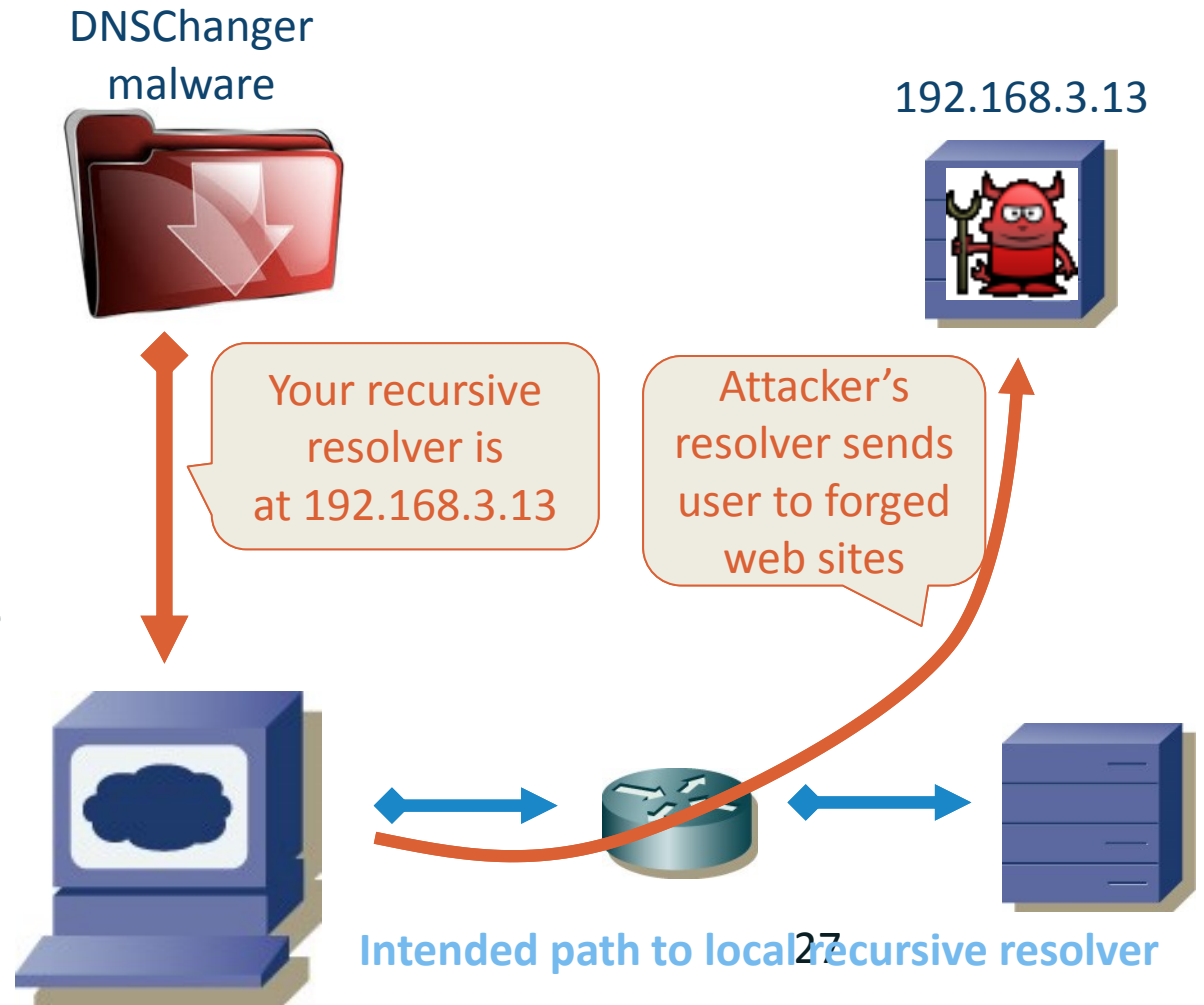 DNSChanger
malware
192.168.3.13
Your recursive
resolver is
at 192.168.3.13
Attacker’s
resolver sends
user to forged
web sites
Intended path to local recursive resolver
27